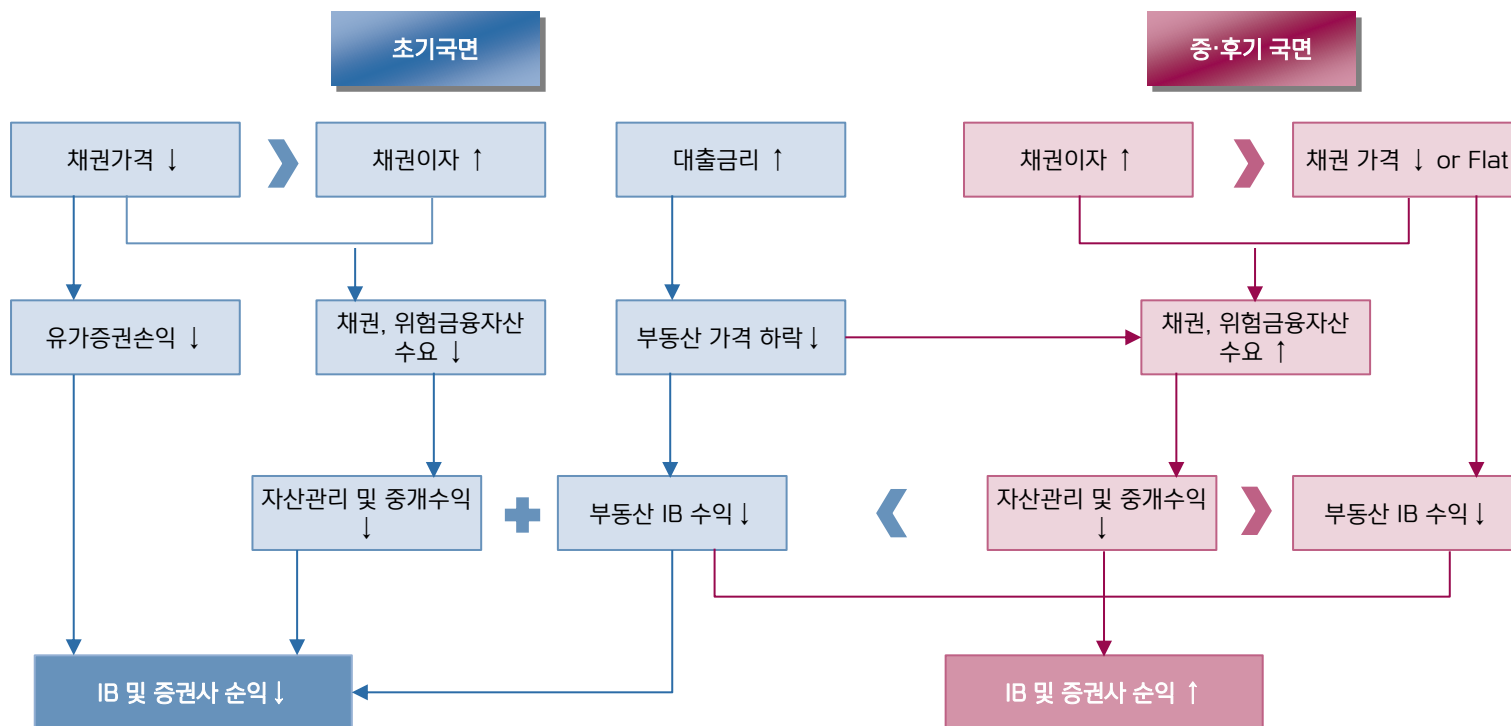 초기국면
중·후기 국면
채권가격 ↓
채권이자 ↑
대출금리 ↑
채권이자 ↑
채권 가격 ↓ or Flat
유가증권손익 ↓
채권, 위험금융자산
수요 ↓
부동산 가격 하락↓
채권, 위험금융자산
수요 ↑
자산관리 및 중개수익
↓
부동산 IB 수익↓
자산관리 및 중개수익
↓
부동산 IB 수익↓
IB 및 증권사 순익↓
IB 및 증권사 순익 ↑